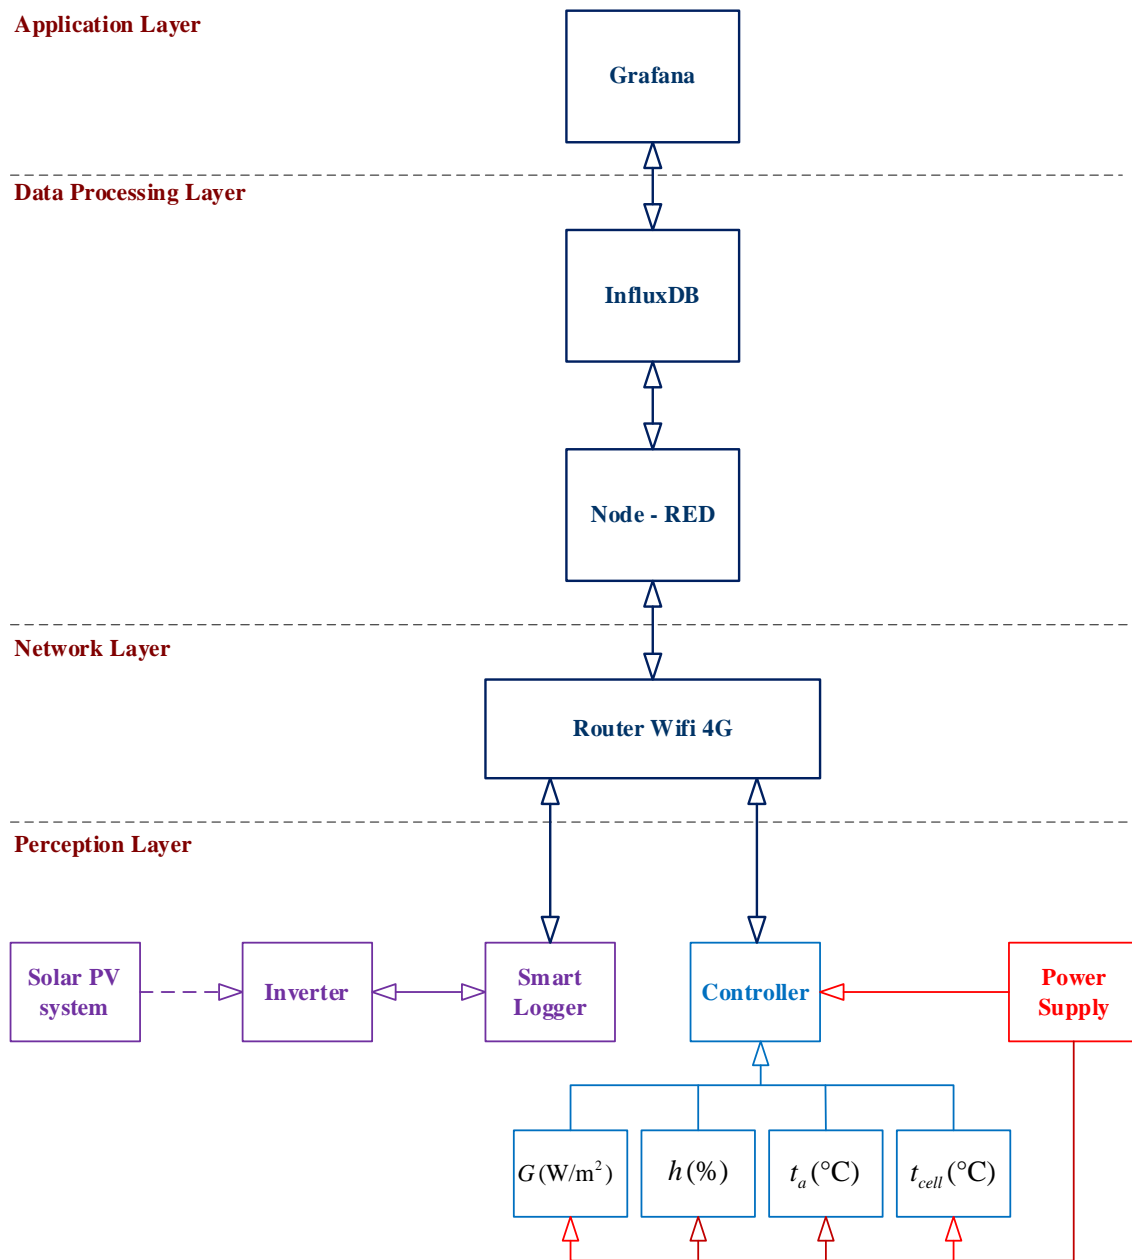 Application Layer
Grafana
Data Processing Layer
InfluxDB
Node - RED
Network Layer
Router Wifi 4G
Perception Layer
Solar PV
system
Inverter
Smart
Logger
Controller
Power
Supply
G(W/m²)
h(%)
tₐ(°C)
t_cell(°C)